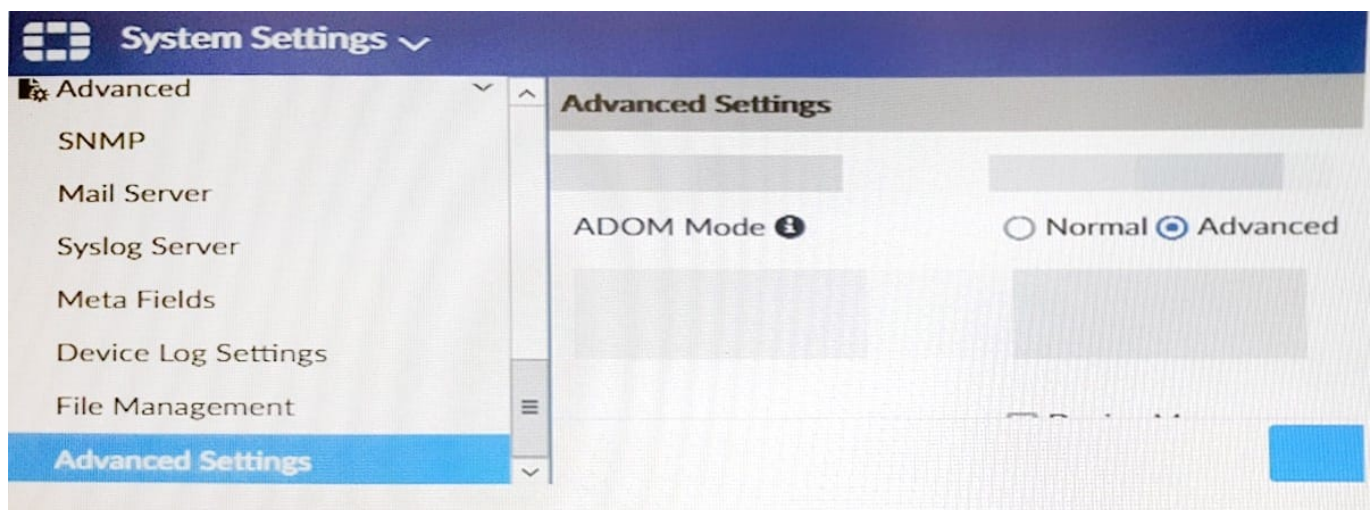 System Settings
Advanced
SNMP
Mail Server
Syslog Server
Meta Fields
Device Log Settings
File Management
Advanced Settings
Advanced Settings
ADOM Mode
Normal Advanced